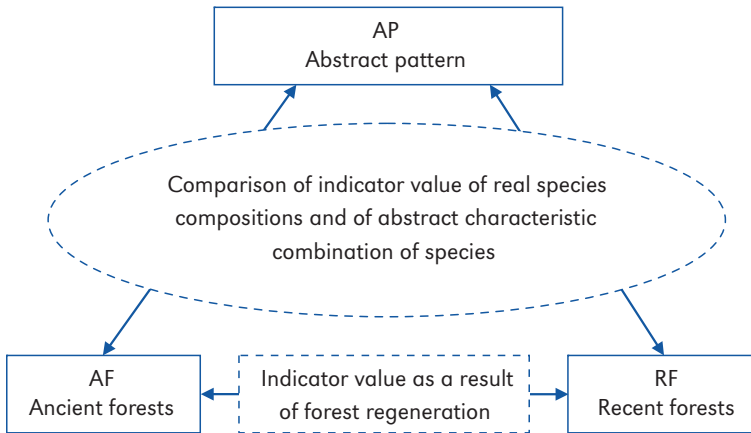 AP
Abstract pattern
Comparison of indicator value of real species
compositions and of abstract characteristic
combination of species
AF
Ancient forests
Indicator value as a result
of forest regeneration
RF
Recent forests